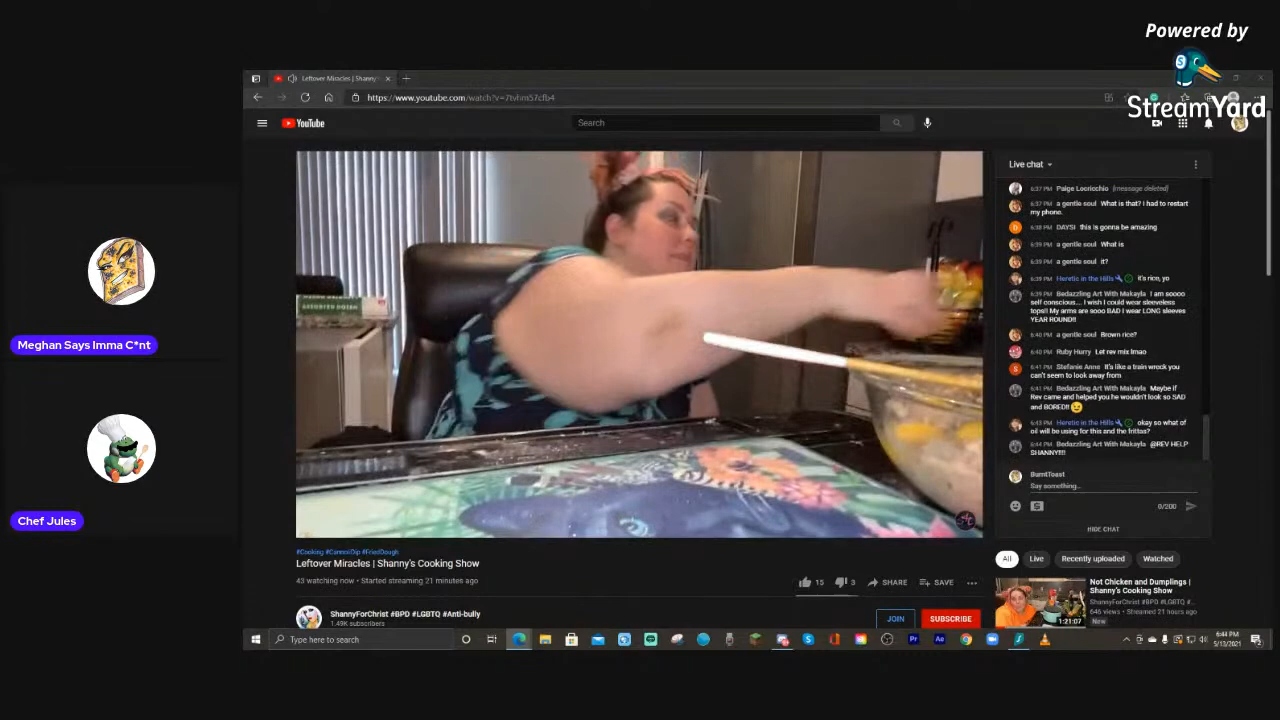 Powered by
StreamYard
Leftover Miracles | Shanny'
https://www.youtube.com/watch?v=7tvhm57cfb4
YouTube
Search
Live chat
6:37 PM Paige Locricchio [message deleted]
6:37 PM a gentle soul What is that? I had to restart
my phone.
6:38 PM DAYSI this is gonna be amazing
6:39 PM a gentle soul What is
6:39 PM a gentle soul it?
6:39 PM Heretic in the Hills it's rice, yo
6:39 PM Bedazzling Art With Makayla I am soooo
self conscious.... I wish I could wear sleeveless
tops!! My arms are sooo BAD I WEAR LONG sleeves
YEAR ROUND!!
6:40 PM a gentle soul Brown rice?
6:40 PM Ruby Hurry Let rev mix lmao
6:41 PM Stefanie Anne It's like a train wreck you
can't seem to look away from
6:41 PM Bedazzling Art With Makayla Maybe if
Rev came and helped you he wouldn't look so SAD
and BORED!!
6:43 PM Heretic in the Hills okay so what of
oil will be using for this and the frittas?
6:44 PM Bedazzling Art With Makayla @REV HELP
SHANNY!!!!
BurntToast
Say something...
0/200
HIDE CHAT
Meghan Says Imma C*nt
Chef Jules
#Cooking #CannoliDip #FriedDough
Leftover Miracles | Shanny's Cooking Show
43 watching now • Started streaming 21 minutes ago
15
3
SHARE
SAVE
ShannyForChrist #BPD #LGBTQ #Anti-bully
1.49K subscribers
JOIN
SUBSCRIBE
All
Live
Recently uploaded
Watched
Not Chicken and Dumplings |
Shanny's Cooking Show
ShannyForChrist #BPD #LGBTQ #...
646 views • Streamed 21 hours ago
New
1:21:07
Type here to search
6:44 PM
5/13/2021